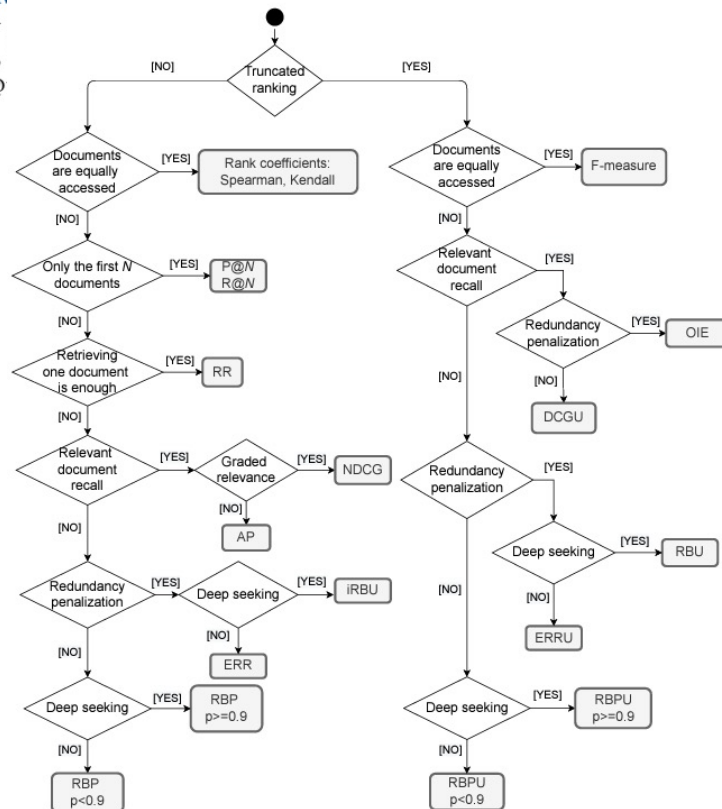 Truncated
ranking
[NO]
[YES]
Documents
are equally
accessed
[YES]
Rank coefficients:
Spearman, Kendall
[NO]
Only the first N
documents
[YES]
P@N
R@N
[NO]
Retrieving
one document
is enough
[YES]
RR
[NO]
Relevant
document
recall
[YES]
Graded
relevance
[YES]
NDCG
[NO]
AP
[NO]
Redundancy
penalization
[YES]
Deep seeking
[YES]
iRBU
[NO]
ERR
[NO]
Deep seeking
[YES]
RBP
p>=0.9
[NO]
RBP
p<0.9
Documents
are equally
accessed
[YES]
F-measure
[NO]
Relevant
document
recall
[YES]
Redundancy
penalization
[YES]
OIE
[NO]
DCGU
[NO]
Redundancy
penalization
[YES]
Deep seeking
[YES]
RBU
[NO]
ERRU
[NO]
Deep seeking
[YES]
RBPU
p>=0.9
[NO]
RBPU
p<0.9